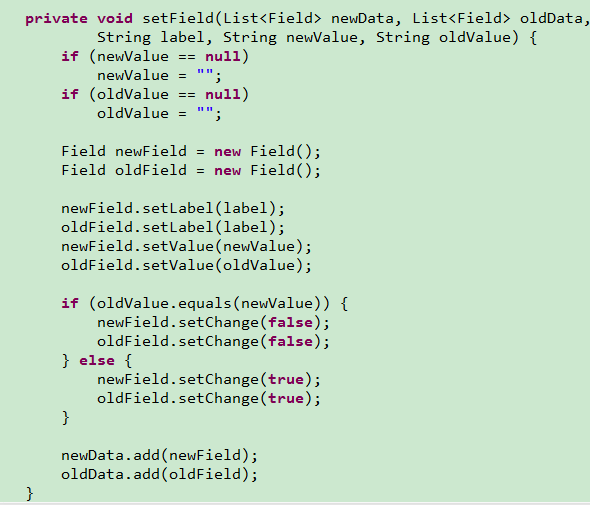 private void setField(List<Field> newData, List<Field> oldData,
        String label, String newValue, String oldValue) {
    if (newValue == null)
        newValue = "";
    if (oldValue == null)
        oldValue = "";

    Field newField = new Field();
    Field oldField = new Field();

    newField.setLabel(label);
    oldField.setLabel(label);
    newField.setValue(newValue);
    oldField.setValue(oldValue);

    if (oldValue.equals(newValue)) {
        newField.setChange(false);
        oldField.setChange(false);
    } else {
        newField.setChange(true);
        oldField.setChange(true);
    }

    newData.add(newField);
    oldData.add(oldField);
}